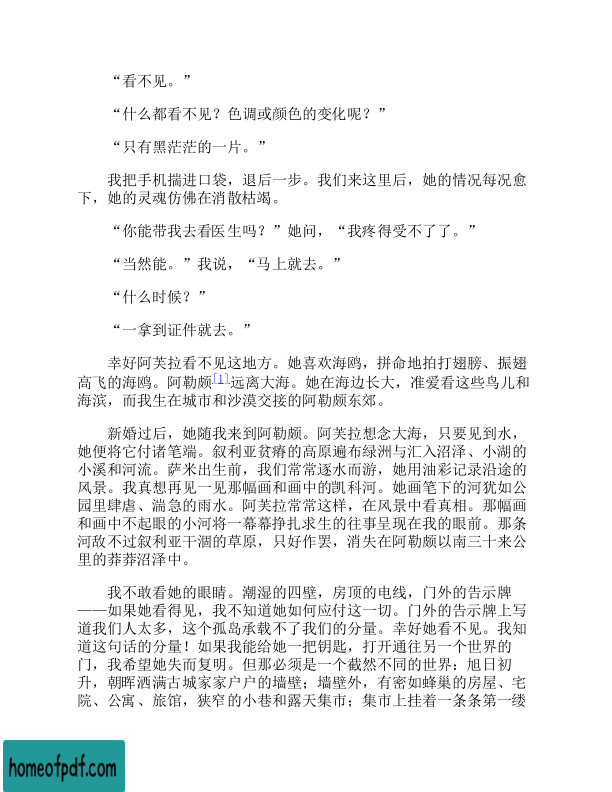 “看不见。”
“什么都看不见？色调或颜色的变化呢？”
“只有黑茫茫的一片。”
我把手机揣进口袋，退后一步。我们来这里后，她的情况每况愈
下，她的灵魂仿佛在消散枯竭。
“你能带我去看医生吗？”她问，“我疼得受不了了。”
“当然能。”我说，“马上就去。”
“什么时候？”
“一拿到证件就去。”
幸好阿芙拉看不见这地方。她喜欢海鸥，拼命地拍打翅膀、振翅
高飞的海鸥。阿勒颇[1]远离大海。她在海边长大，准爱看这些鸟儿和
海滨，而我生在城市和沙漠交接的阿勒颇东郊。
新婚过后，她随我来到阿勒颇。阿芙拉想念大海，只要见到水，
她便将它付诸笔端。叙利亚贫瘠的高原遍布绿洲与汇入沼泽、小湖的
小溪和河流。萨米出生前，我们常常逐水而游，她用油彩记录沿途的
风景。我真想再见一见那幅画和画中的凯科河。她画笔下的河犹如公
园里肆虐、湍急的雨水。阿芙拉常常这样，在风景中看真相。那幅画
和画中不起眼的小河将一幕幕挣扎求生的往事呈现在我的眼前。那条
河敌不过叙利亚干涸的草原，只好作罢，消失在阿勒颇以南三十来公
里的莽莽沼泽中。
我不敢看她的眼睛。潮湿的四壁，房顶的电线，门外的告示牌
——如果她看得见，我不知道她如何应付这一切。门外的告示牌上写
道我们人太多，这个孤岛承载不了我们的分量。幸好她看不见。我知
道这句话的分量！如果我能给她一把钥匙，打开通往另一个世界的
门，我希望她失而复明。但那必须是一个截然不同的世界：旭日初
升，朝晖洒满古城家家户户的墙壁；墙壁外，有密如蜂巢的房屋、宅
院、公寓、旅馆，狭窄的小巷和露天集市；集市上挂着一条条第一缕
homeofpdf.com